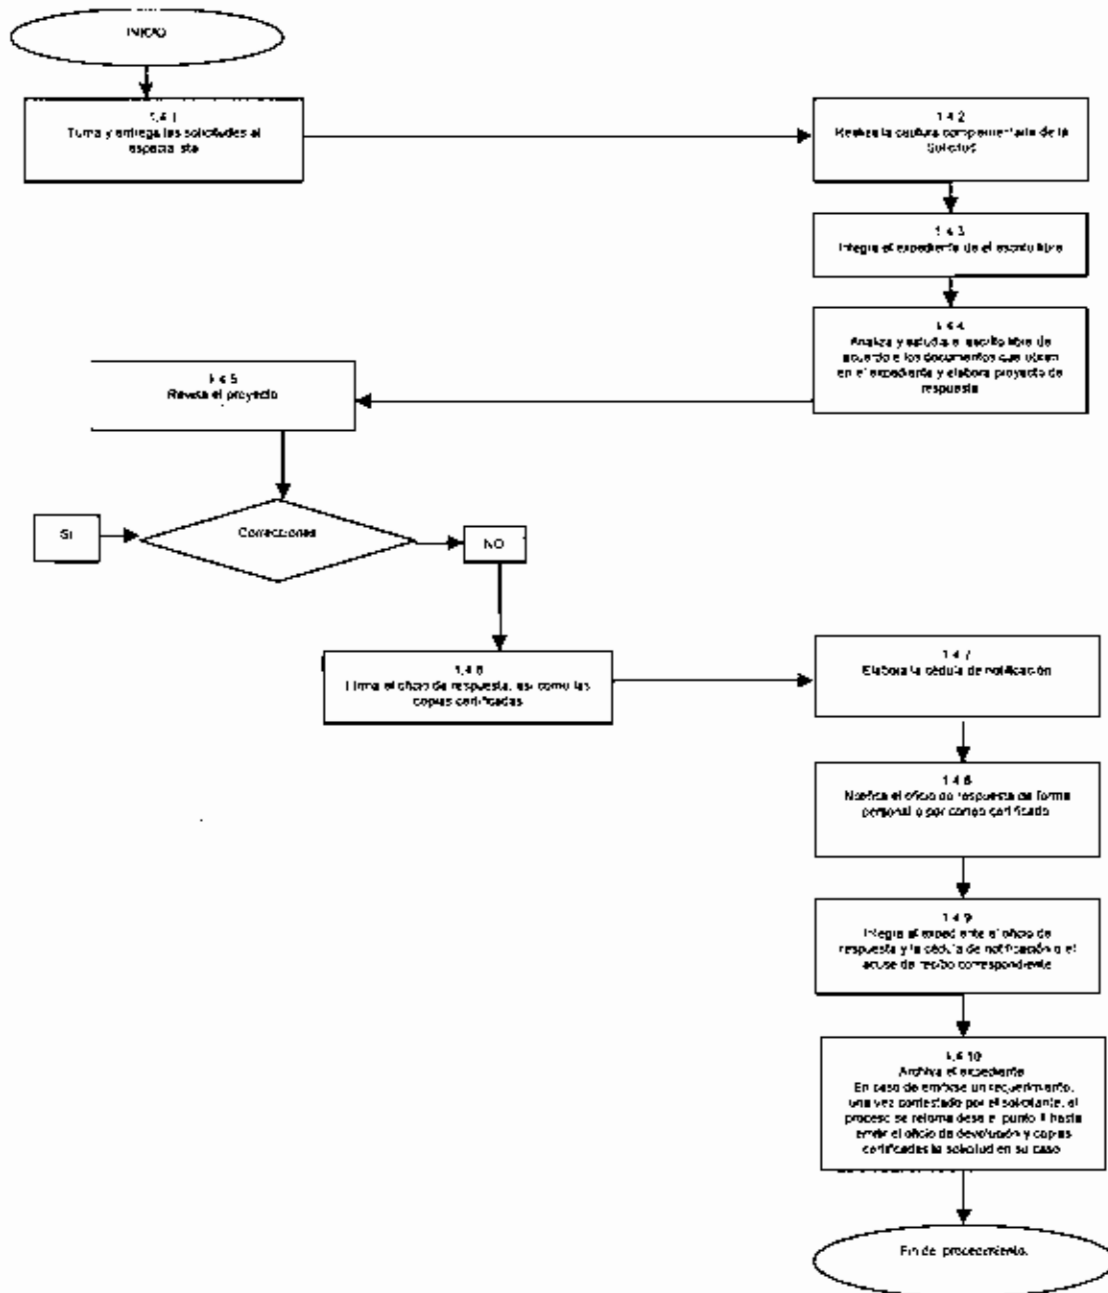 INICIO
1.4.1
Turna y entrega las solicitudes al
especialista
1.4.2
Realiza la captura complementaria de la
Solicitud
1.4.3
Integra el expediente de el escrito libre
1.4.4
Analiza y estudia el escrito libre de
acuerdo a los documentos que obran
en el expediente y elabora proyecto de
respuesta
1.4.5
Revisa el proyecto
SI
Correcciones
NO
1.4.6
Firma el oficio de respuesta, así como las
copias certificadas
1.4.7
Elabora la cédula de notificación
1.4.8
Notifica el oficio de respuesta de forma
personal o por correo certificado
1.4.9
Integra al expediente el oficio de
respuesta y la cédula de notificación o el
acuse de recibo correspondiente
1.4.10
Archiva el expediente
En caso de emitirse un requerimiento,
una vez contestado por el solicitante, el
proceso se retoma desde el punto hasta
emitir el oficio de devolución y copias
certificadas la solicitud en su caso
Fin de procedimiento.